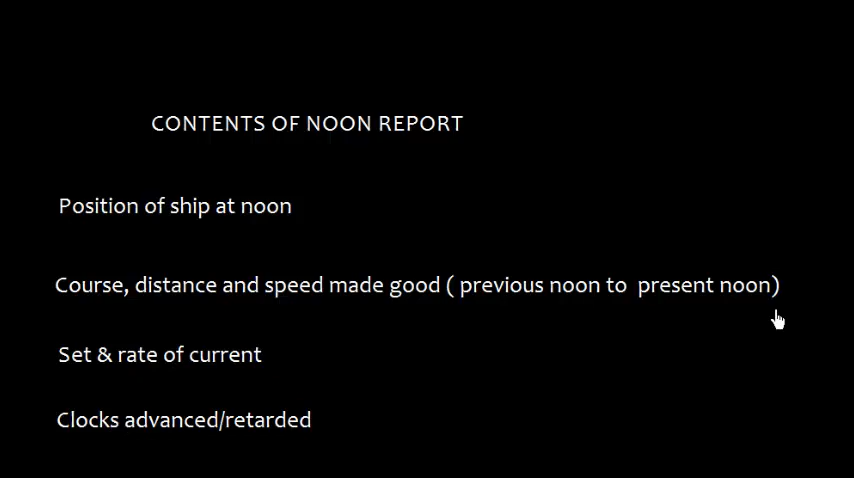 CONTENTS OF NOON REPORT
Position of ship at noon
Course, distance and speed made good ( previous noon to present noon)
Set & rate of current
Clocks advanced/retarded